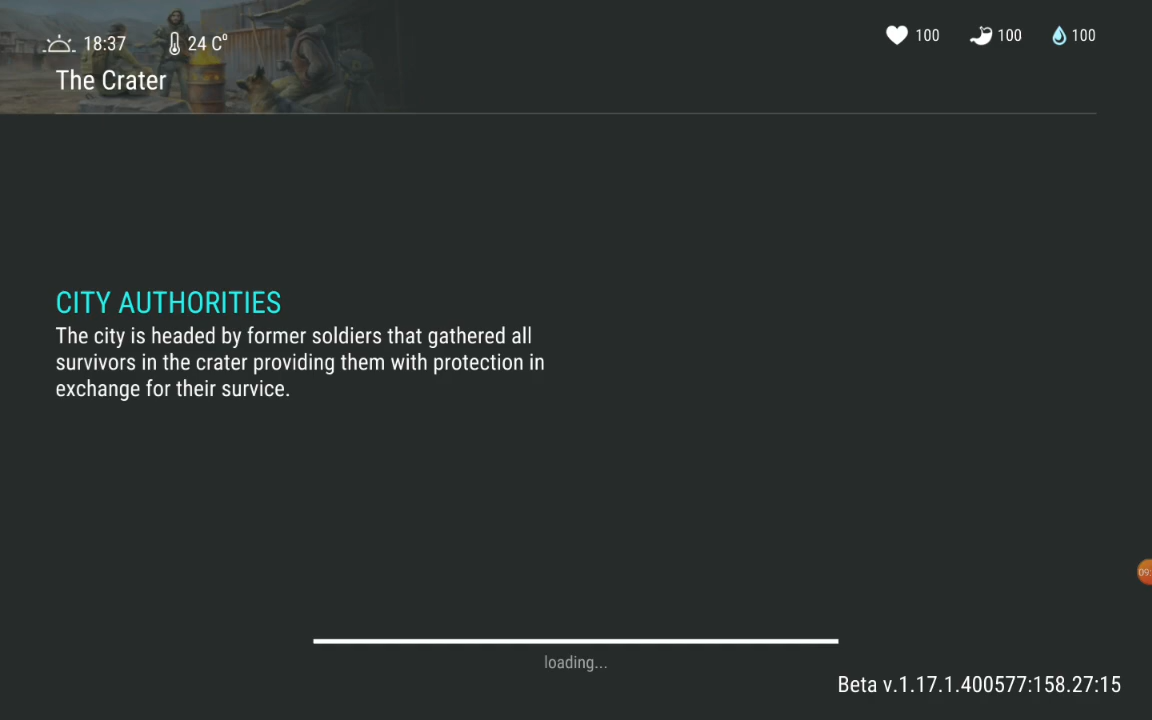 18:37 24 C°
100 100 100
The Crater
CITY AUTHORITIES
The city is headed by former soldiers that gathered all
survivors in the crater providing them with protection in
exchange for their survice.
09:
loading...
Beta v.1.17.1.400577:158.27:15